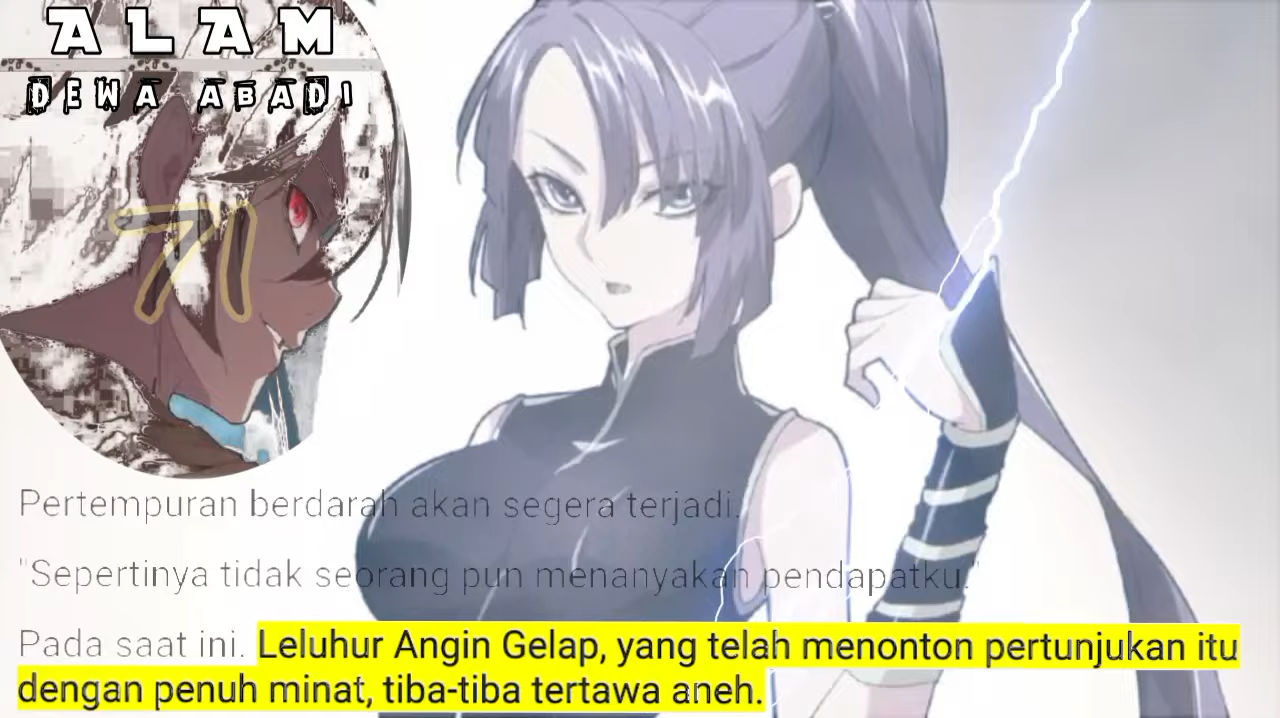 ALAM
DEWA ABADI
71
Pertempuran berdarah akan segera terjadi.
"Sepertinya tidak seorang pun menanyakan pendapatku."
Pada saat ini. Leluhur Angin Gelap, yang telah menonton pertunjukan itu
dengan penuh minat, tiba-tiba tertawa aneh.